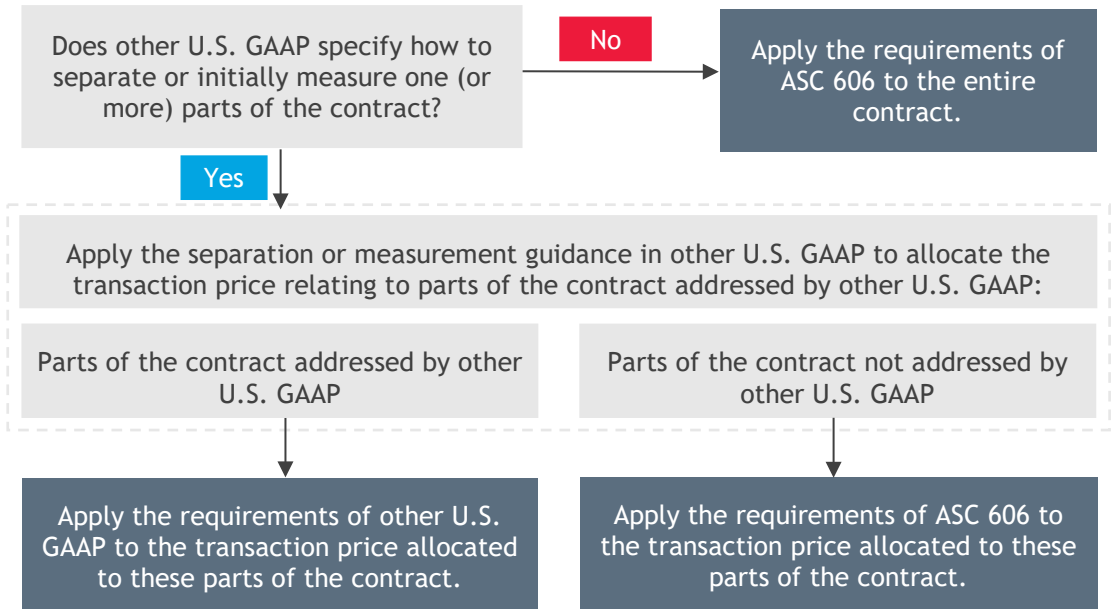 Does other U.S. GAAP specify how to
separate or initially measure one (or
more) parts of the contract?
No
Apply the requirements of
ASC 606 to the entire
contract.
Yes
Apply the separation or measurement guidance in other U.S. GAAP to allocate the
transaction price relating to parts of the contract addressed by other U.S. GAAP:
Parts of the contract addressed by other
U.S. GAAP
Parts of the contract not addressed by
other U.S. GAAP
Apply the requirements of other U.S.
GAAP to the transaction price allocated
to these parts of the contract.
Apply the requirements of ASC 606 to
the transaction price allocated to these
parts of the contract.